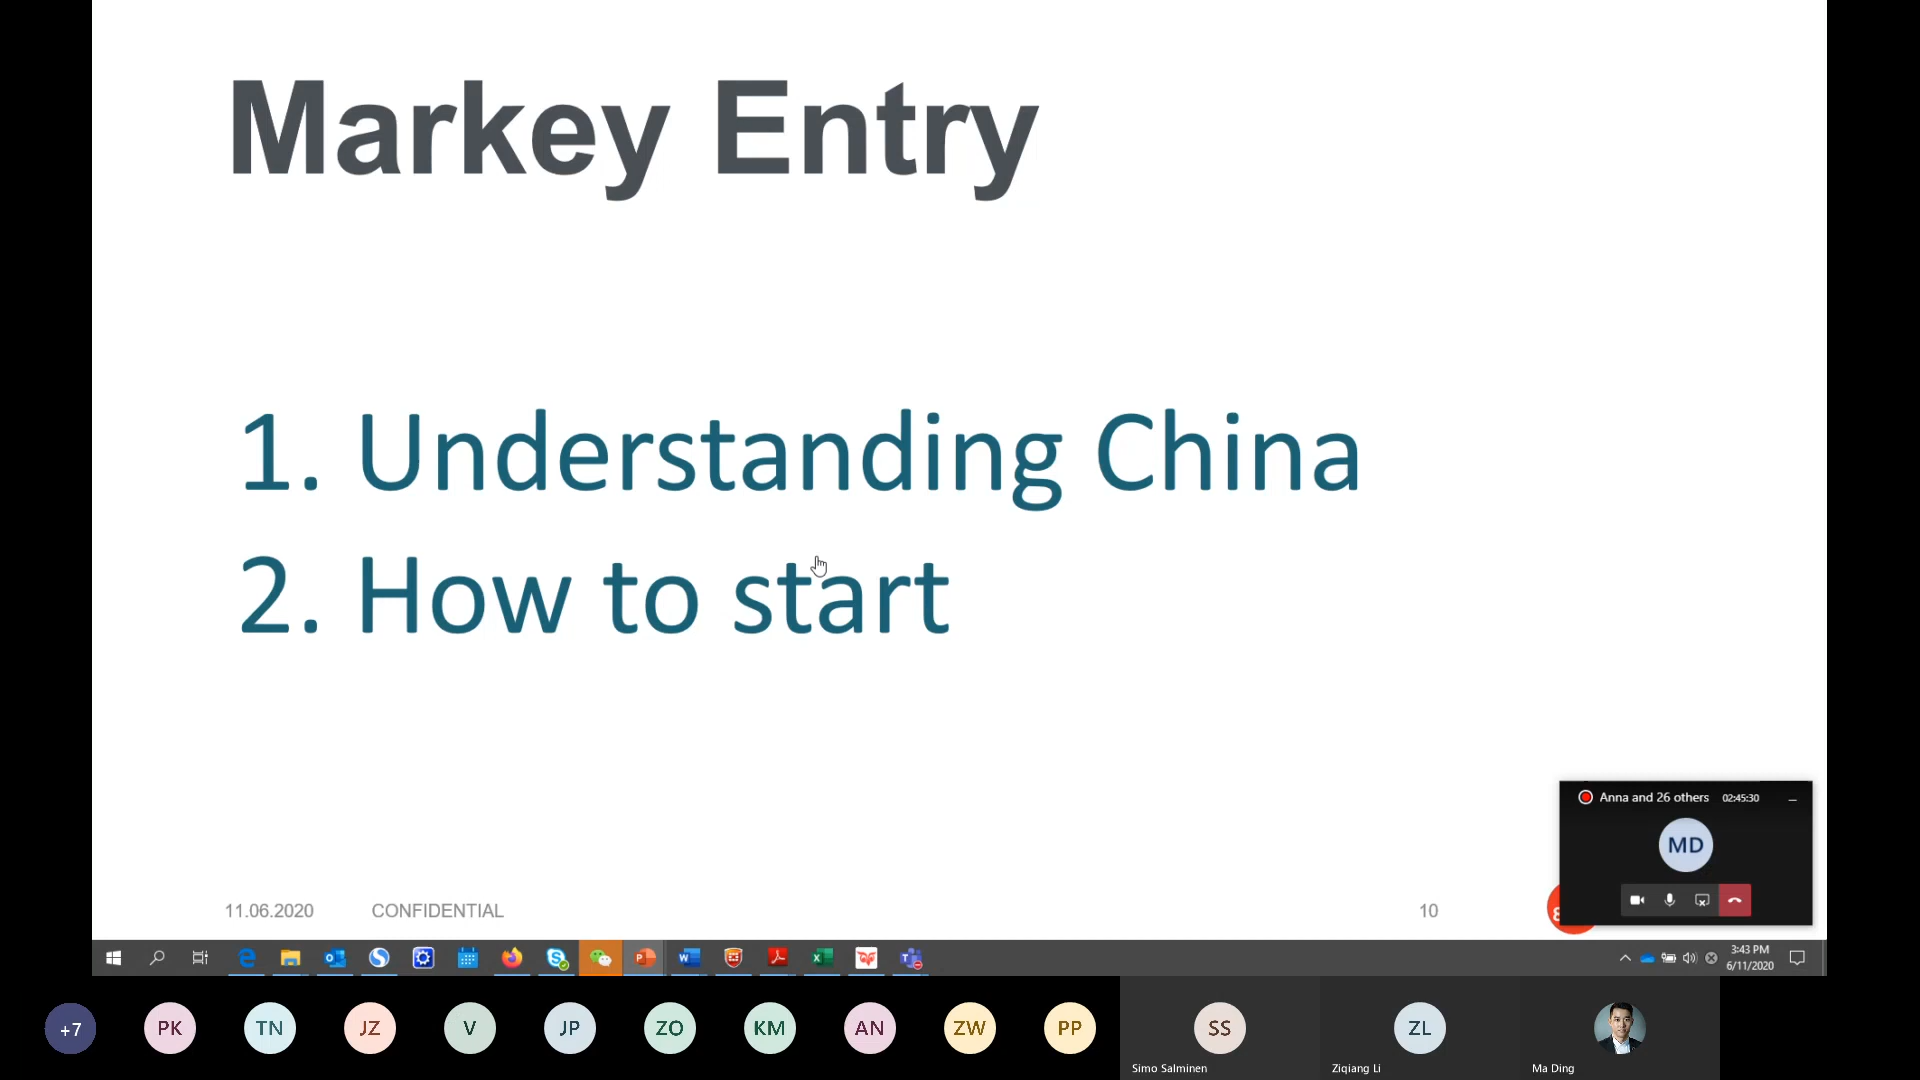 Markey Entry
1. Understanding China
2. How to start
Anna and 26 others 02:45:30
MD
11.06.2020 CONFIDENTIAL 10
3:43 PM
6/11/2020
+7 PK TN JZ V JP ZO KM AN ZW PP SS ZL
Simo Salminen Ziqiang Li Ma Ding